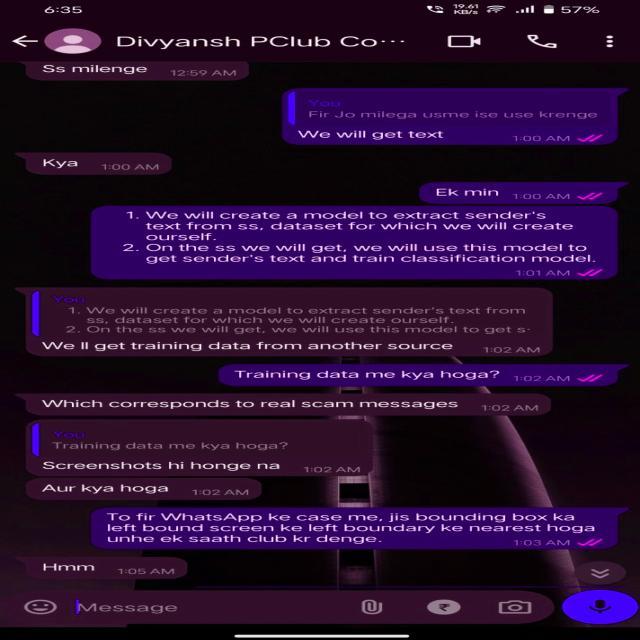 6:35
19.61
KB/s
57%
Divyansh PClub Co···
Ss milenge 12:59 AM
You
Fir Jo milega usme ise use krenge
We will get text 1:00 AM
Kya 1:00 AM
Ek min 1:00 AM
1. We will create a model to extract sender's
text from ss, dataset for which we will create
ourself.
2. On the ss we will get, we will use this model to
get sender's text and train classification model.
1:01 AM
You
1. We will create a model to extract sender's text from
ss, dataset for which we will create ourself.
2. On the ss we will get, we will use this model to get s·
We ll get training data from another source 1:02 AM
Training data me kya hoga? 1:02 AM
Which corresponds to real scam messages 1:02 AM
You
Training data me kya hoga?
Screenshots hi honge na 1:02 AM
Aur kya hoga 1:02 AM
To fir WhatsApp ke case me, jis bounding box ka
left bound screen ke left boundary ke nearest hoga
unhe ek saath club kr denge. 1:03 AM
Hmm 1:05 AM
Message
₹